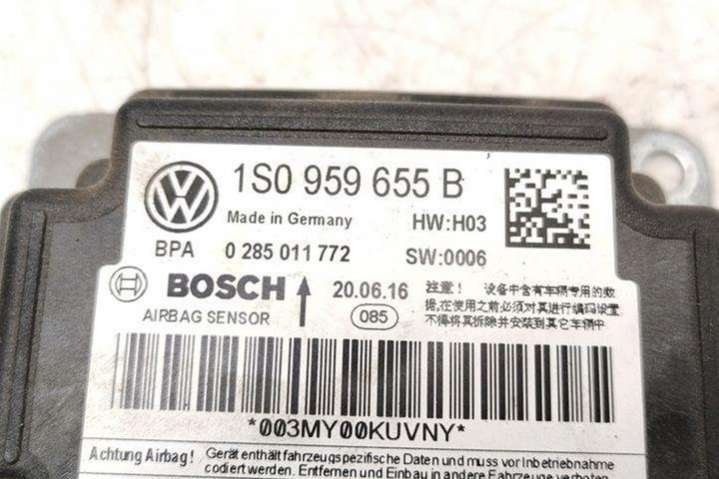 1S0 959 655 B
Made in Germany HW:H03
BPA 0 285 011 772 SW:0006
BOSCH 20.06.16
AIRBAG SENSOR 085
注意! 设备中含有车辆专用的数
据,在使用之前必须对其进行编码设置
不得将其拆除并安装到其它车辆中
*003MY00KUVNY*
Achtung Airbag! Gerät enthält fahrzeugspezifische Daten und muss vor Inbetriebnahme
codiert werden. Entfernen und Einbau in andere Fahrzeuge verboten